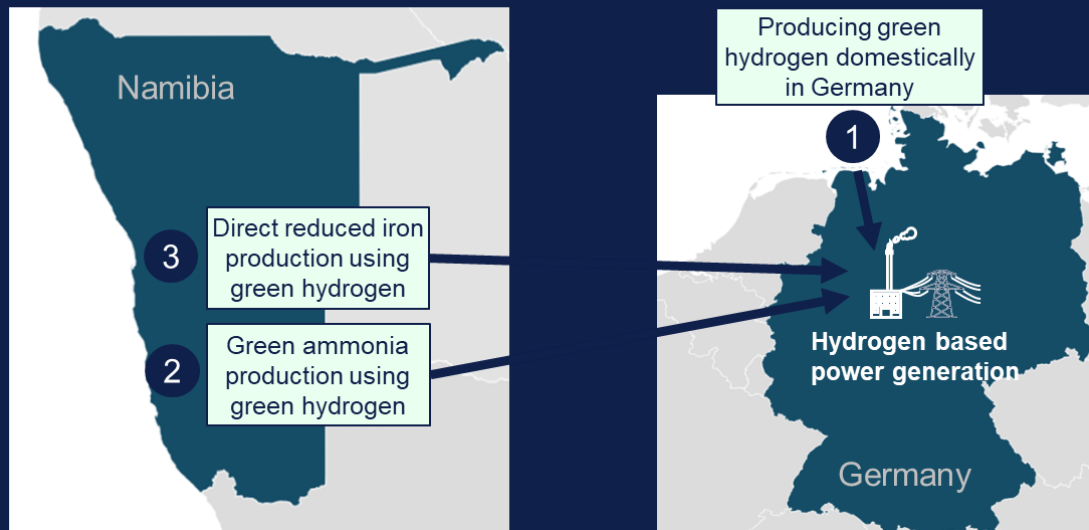 Namibia
3
Direct reduced iron
production using
green hydrogen
2
Green ammonia
production using
green hydrogen
Producing green
hydrogen domestically
in Germany
1
Hydrogen based
power generation
Germany